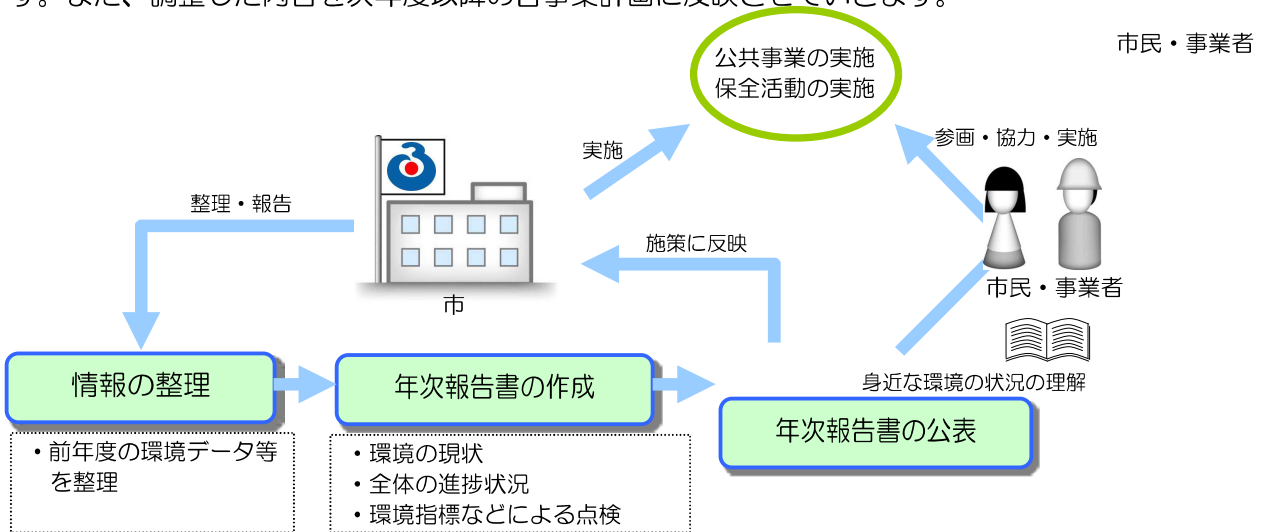 す。また、調整した内容を次年度以降の各事業計画に反映させていきます。
市民・事業者
公共事業の実施
保全活動の実施
参画・協力・実施
実施
整理・報告
施策に反映
市民・事業者
市
身近な環境の状況の理解
情報の整理
年次報告書の作成
年次報告書の公表
・前年度の環境データ等
を整理
・環境の現状
・全体の進捗状況
・環境指標などによる点検